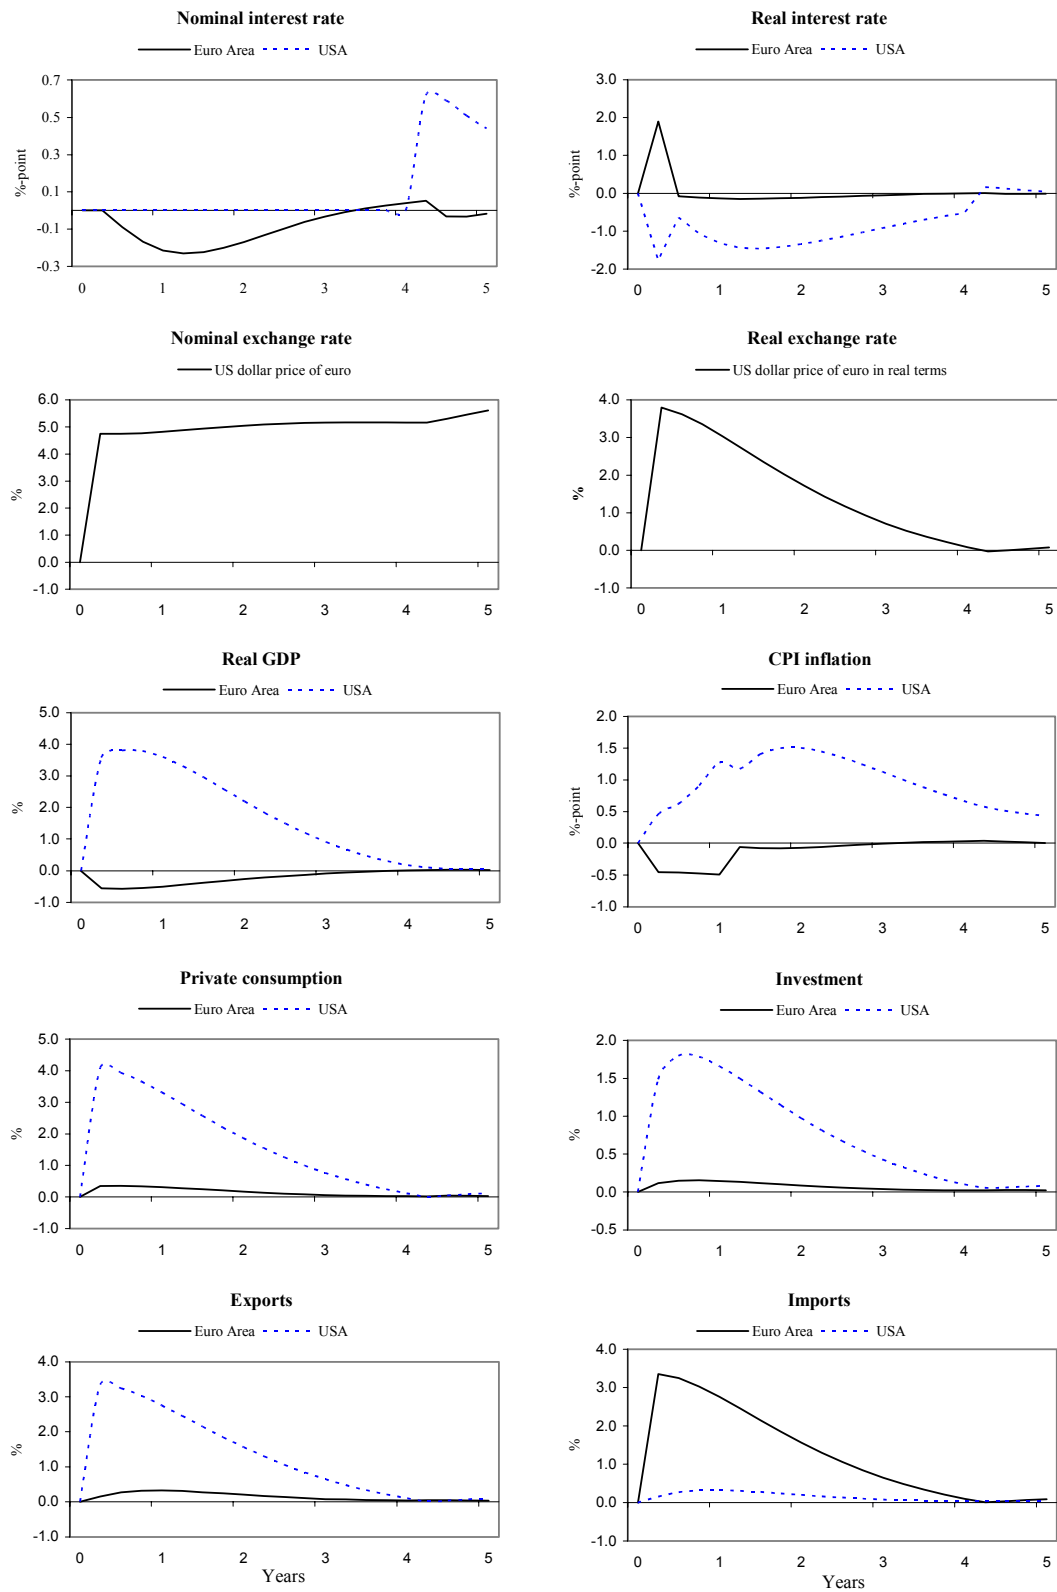 Nominal interest rate
Euro Area USA
%-point
0.7
0.5
0.3
0.1
-0.1
-0.3
0 1 2 3 4 5
Real interest rate
Euro Area USA
%-point
3.0
2.0
1.0
0.0
-1.0
-2.0
0 1 2 3 4 5
Nominal exchange rate
US dollar price of euro
%
6.0
5.0
4.0
3.0
2.0
1.0
0.0
-1.0
0 1 2 3 4 5
Real exchange rate
US dollar price of euro in real terms
%
4.0
3.0
2.0
1.0
0.0
-1.0
0 1 2 3 4 5
Real GDP
Euro Area USA
%
5.0
4.0
3.0
2.0
1.0
0.0
-1.0
0 1 2 3 4 5
CPI inflation
Euro Area USA
%-point
2.0
1.5
1.0
0.5
0.0
-0.5
-1.0
0 1 2 3 4 5
Private consumption
Euro Area USA
%
5.0
4.0
3.0
2.0
1.0
0.0
-1.0
0 1 2 3 4 5
Investment
Euro Area USA
%
2.0
1.5
1.0
0.5
0.0
-0.5
0 1 2 3 4 5
Exports
Euro Area USA
%
4.0
3.0
2.0
1.0
0.0
-1.0
0 1 2 3 4 5
Years
Imports
Euro Area USA
%
4.0
3.0
2.0
1.0
0.0
-1.0
0 1 2 3 4 5
Years